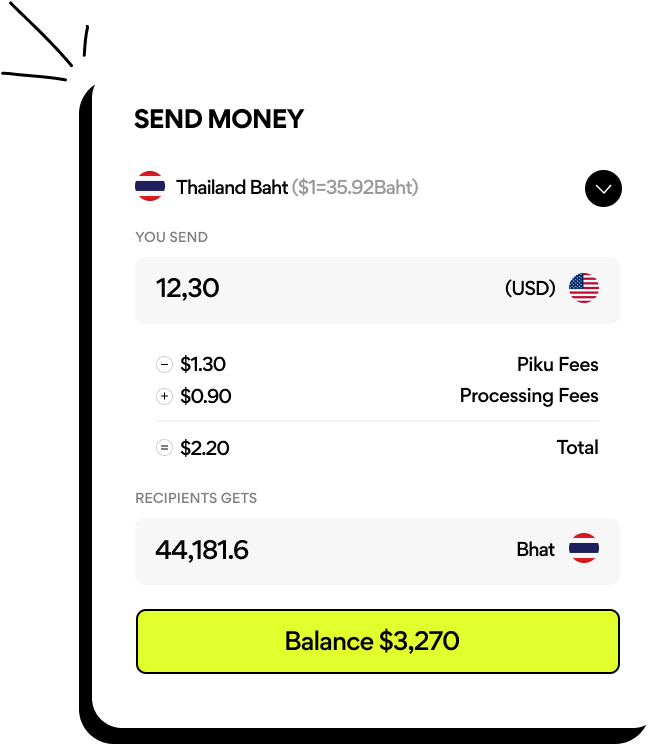 SEND MONEY
Thailand Baht ($1=35.92Baht)
YOU SEND
12,30 (USD)
− $1.30 Piku Fees
+ $0.90 Processing Fees
= $2.20 Total
RECIPIENTS GETS
44,181.6 Bhat
Balance $3,270